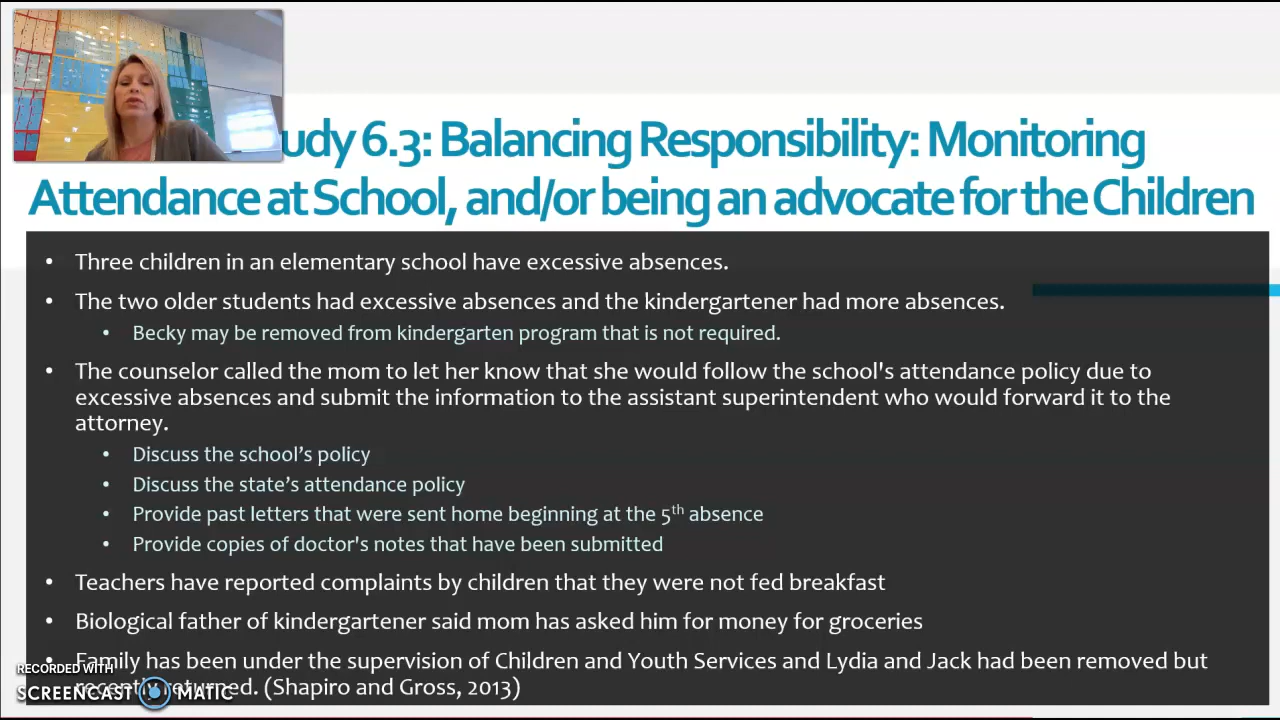 udy 6.3: Balancing Responsibility: Monitoring
Attendance at School, and/or being an advocate for the Children
• Three children in an elementary school have excessive absences.
• The two older students had excessive absences and the kindergartener had more absences.
• Becky may be removed from kindergarten program that is not required.
• The counselor called the mom to let her know that she would follow the school's attendance policy due to
excessive absences and submit the information to the assistant superintendent who would forward it to the
attorney.
• Discuss the school’s policy
• Discuss the state’s attendance policy
• Provide past letters that were sent home beginning at the 5th absence
• Provide copies of doctor's notes that have been submitted
• Teachers have reported complaints by children that they were not fed breakfast
• Biological father of kindergartener said mom has asked him for money for groceries
Family has been under the supervision of Children and Youth Services and Lydia and Jack had been removed but
recently returned. (Shapiro and Gross, 2013)
RECORDED WITH
SCREENCAST MATIC